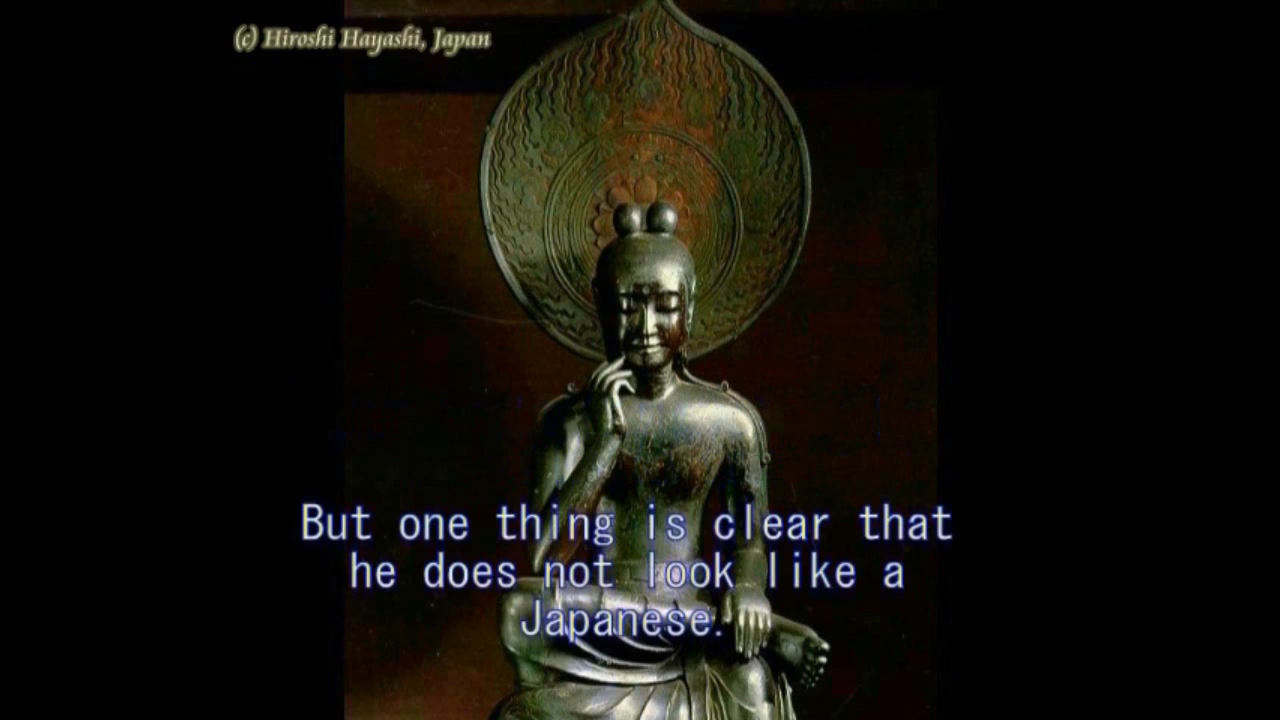 (c) Hiroshi Hayashi, Japan
But one thing is clear that
he does not look like a
Japanese.